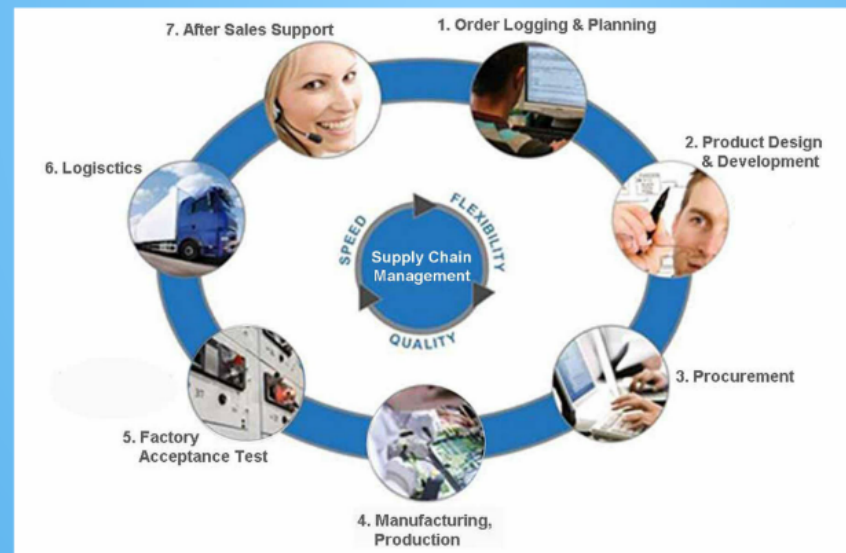 7. After Sales Support
1. Order Logging & Planning
2. Product Design
& Development
6. Logisctics
SPEED
FLEXIBILITY
Supply Chain
Management
QUALITY
3. Procurement
5. Factory
Acceptance Test
4. Manufacturing,
Production